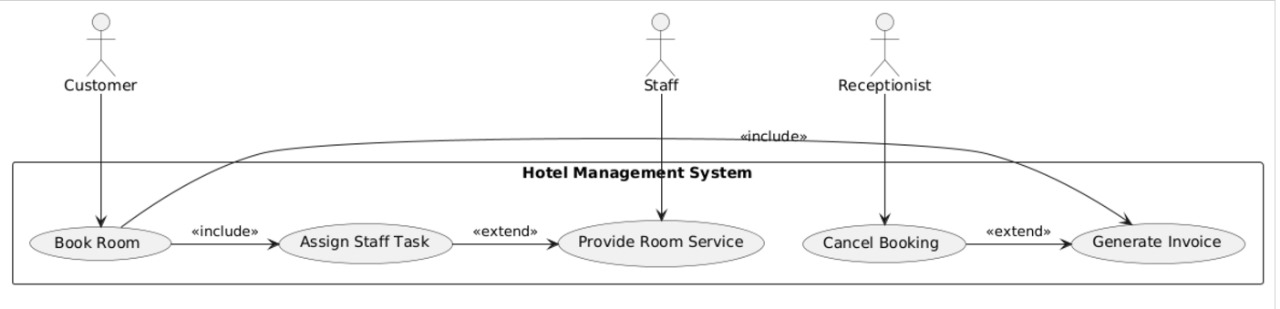 Customer
Staff
Receptionist
«include»
Hotel Management System
Book Room
«include»
Assign Staff Task
«extend»
Provide Room Service
Cancel Booking
«extend»
Generate Invoice